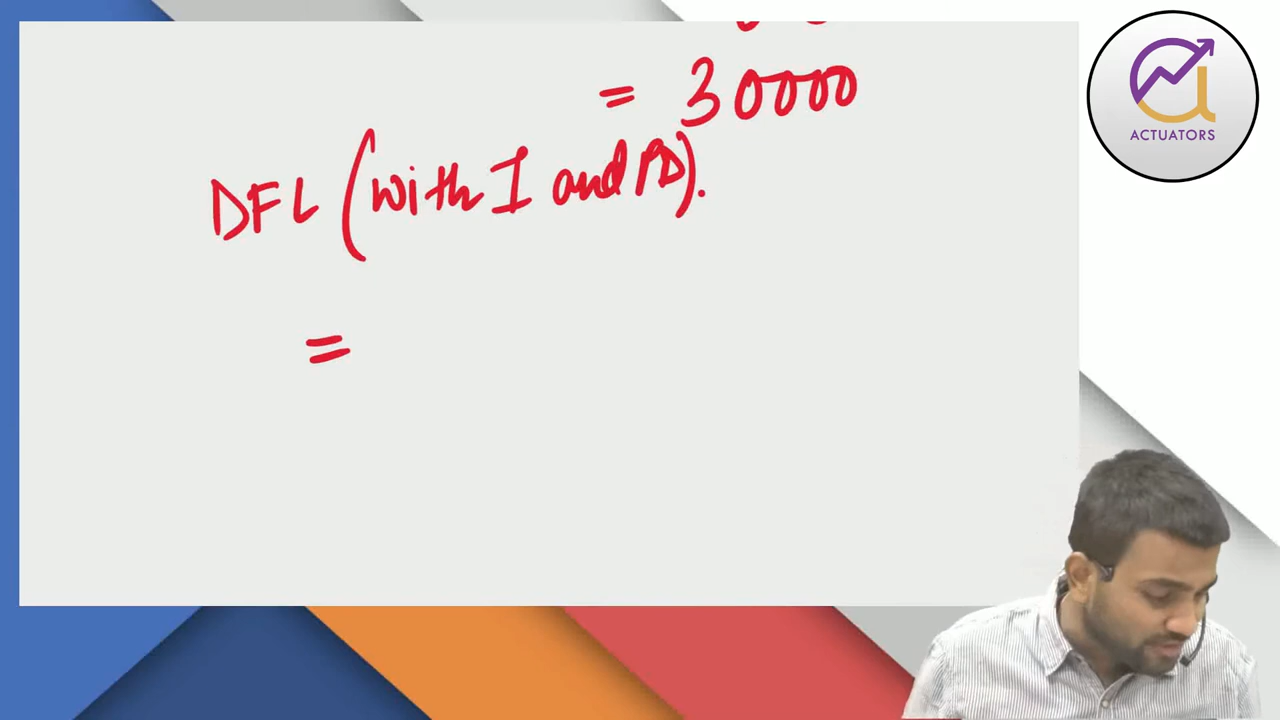 = 30000
DFL (with I and PD).
=
ACTUATORS